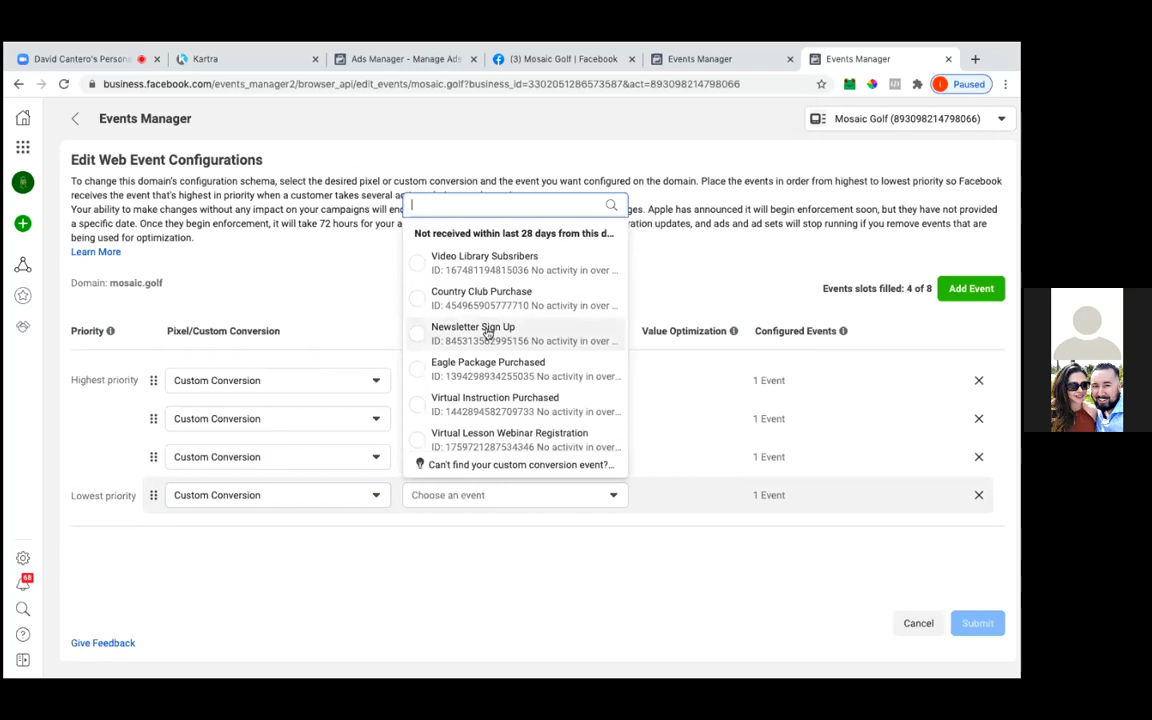 David Cantero's Persona
Kartra
Ads Manager - Manage Ads
(3) Mosaic Golf | Facebook
Events Manager
Events Manager
business.facebook.com/events_manager2/browser_api/edit_events/mosaic.golf?business_id=3302051286573587&act=893098214798066
Paused
Events Manager
Mosaic Golf (893098214798066)
Edit Web Event Configurations
To change this domain's configuration schema, select the desired pixel or custom conversion and the event you want configured on the domain. Place the events in order from highest to lowest priority so Facebook
receives the event that's highest in priority when a customer takes several
Your ability to make changes without any impact on your campaigns will
ges. Apple has announced it will begin enforcement soon, but they have not provided
a specific date. Once they begin enforcement, it will take 72 hours for your
ration updates, and ads and ad sets will stop running if you remove events that are
being used for optimization.
Learn More
Domain: mosaic.golf
Events slots filled: 4 of 8
Add Event
Priority
Pixel/Custom Conversion
Value Optimization
Configured Events
Not received within last 28 days from this d...
Video Library Subsribers
ID: 167481194815036 No activity in over ...
Country Club Purchase
ID: 454965905777710 No activity in over ...
Newsletter Sign Up
No activity in over ...
Eagle Package Purchased
ID: 1394298934255035 No activity in over...
Virtual Instruction Purchased
ID: 1442894582709733 No activity in over...
Virtual Lesson Webinar Registration
ID: 1759721287534346 No activity in over...
Can't find your custom conversion event?...
Highest priority
Custom Conversion
1 Event
Custom Conversion
1 Event
Custom Conversion
1 Event
Lowest priority
Custom Conversion
Choose an event
1 Event
68
Cancel
Submit
Give Feedback